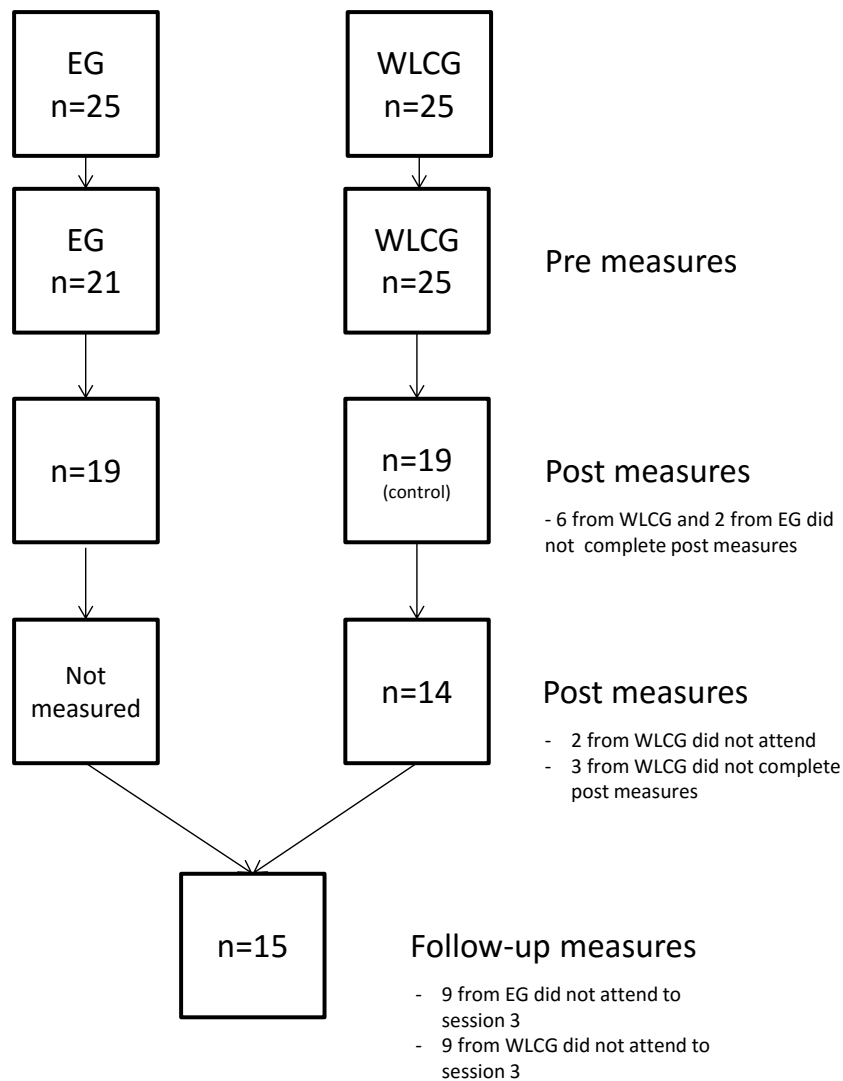 EG
n=25
WLCG
n=25
EG
n=21
WLCG
n=25
Pre measures
n=19
n=19
(control)
Post measures
- 6 from WLCG and 2 from EG did
not complete post measures
Not
measured
n=14
Post measures
- 2 from WLCG did not attend
- 3 from WLCG did not complete
post measures
n=15
Follow-up measures
- 9 from EG did not attend to
session 3
- 9 from WLCG did not attend to
session 3